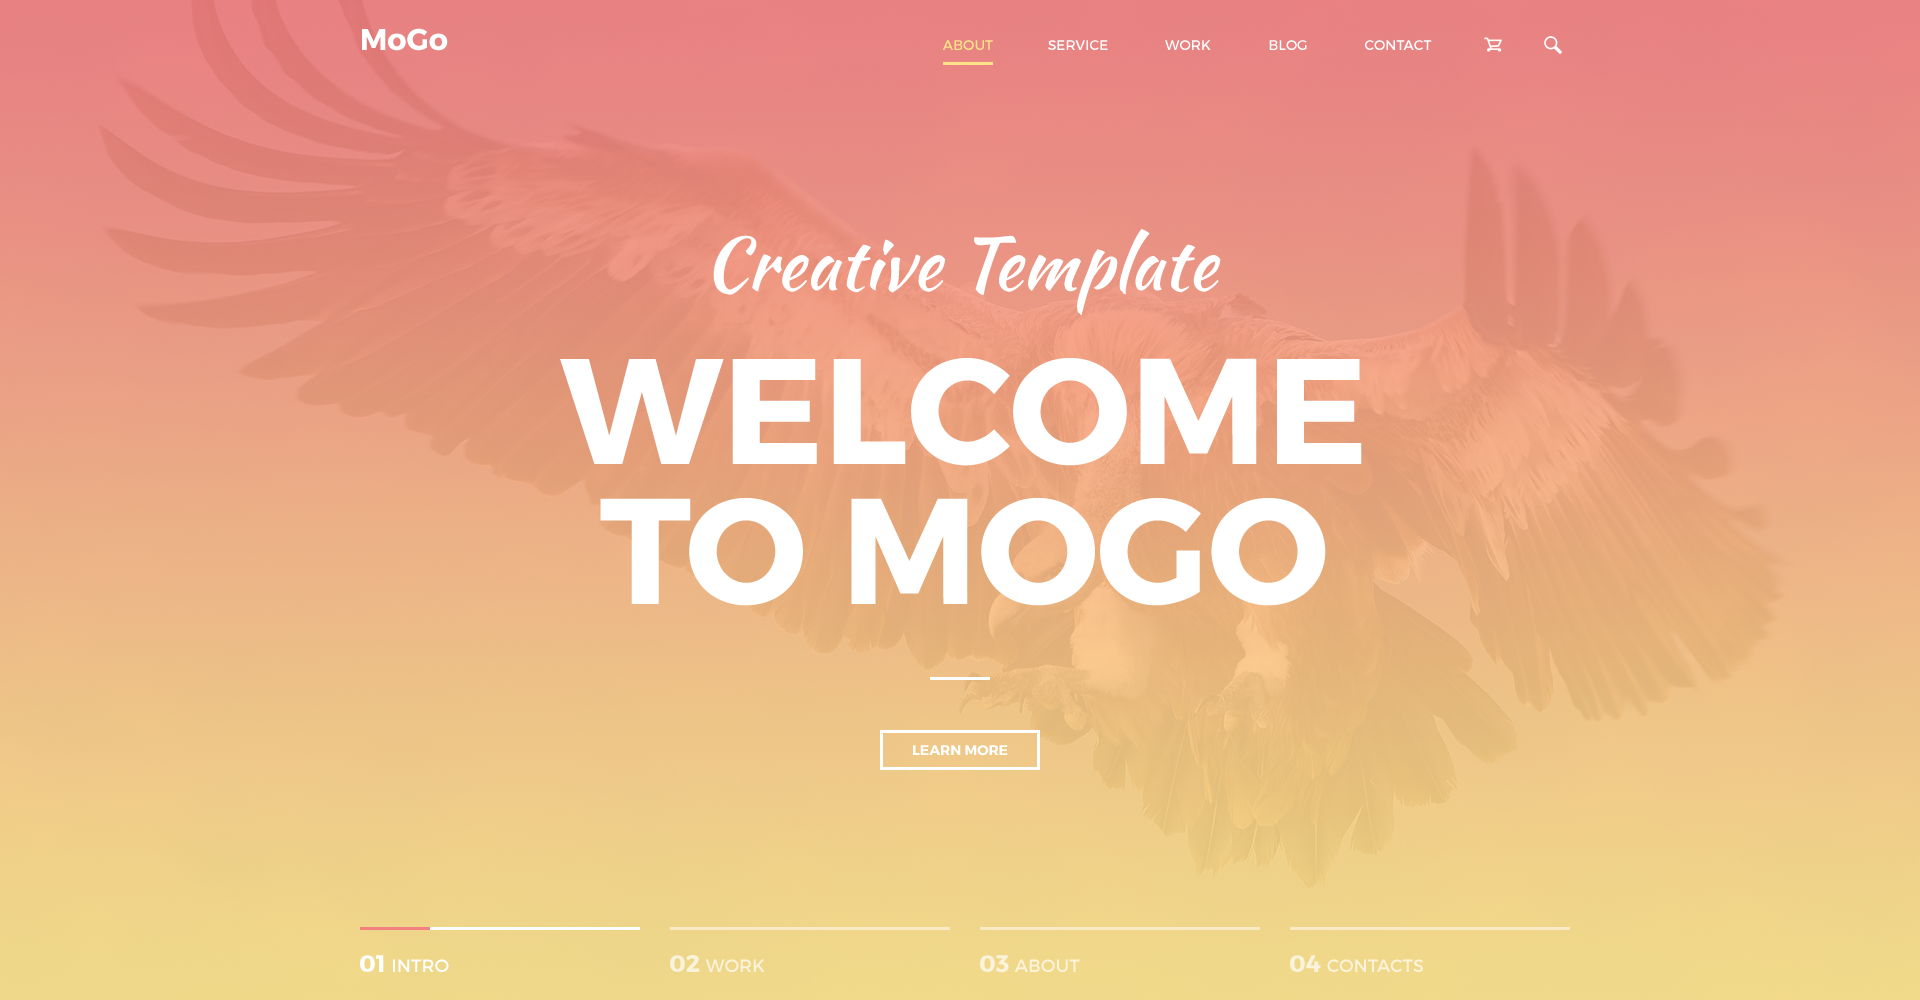 MoGo
ABOUT SERVICE WORK BLOG CONTACT
Creative Template
WELCOME
TO MOGO
LEARN MORE
01 INTRO 02 WORK 03 ABOUT 04 CONTACTS